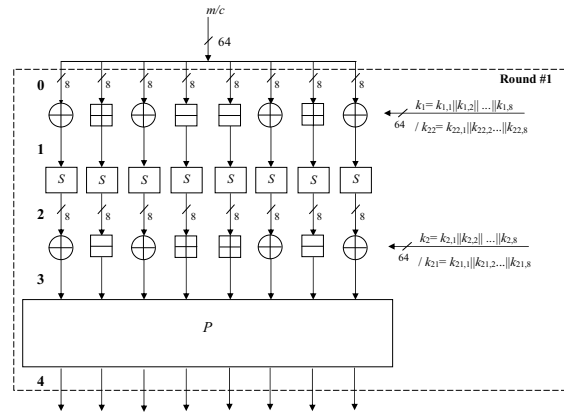 m/c
64
Round #1
0
8 8 8 8 8 8 8 8
k1= k1,1||k1,2|| ...||k1,8
64
/ k22= k22,1||k22,2...||k22,8
1
S S S S S S S S
2
8 8 8 8 8 8 8 8
k2= k2,1||k2,2|| ...||k2,8
64
/ k21= k21,1||k21,2...||k21,8
3
P
4